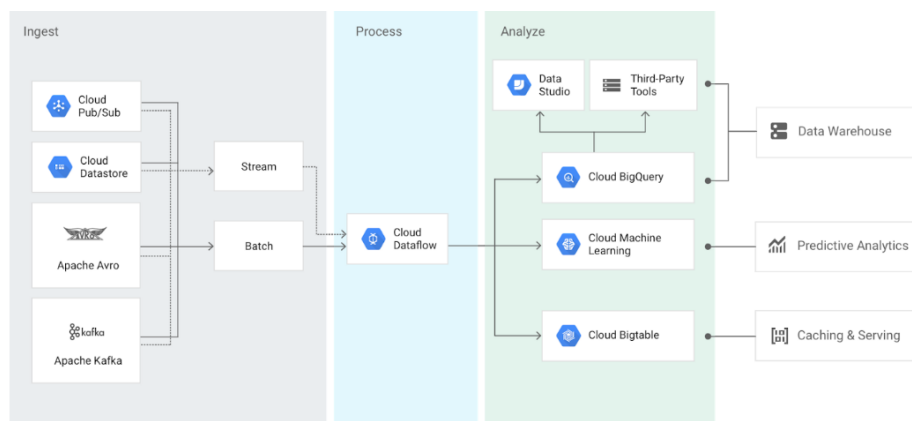 Ingest
Process
Analyze
Cloud
Pub/Sub
Cloud
Datastore
AVRO
Apache Avro
kafka
Apache Kafka
Stream
Batch
Cloud
Dataflow
Data
Studio
Third-Party
Tools
Cloud BigQuery
Cloud Machine
Learning
Cloud Bigtable
Data Warehouse
Predictive Analytics
Caching & Serving